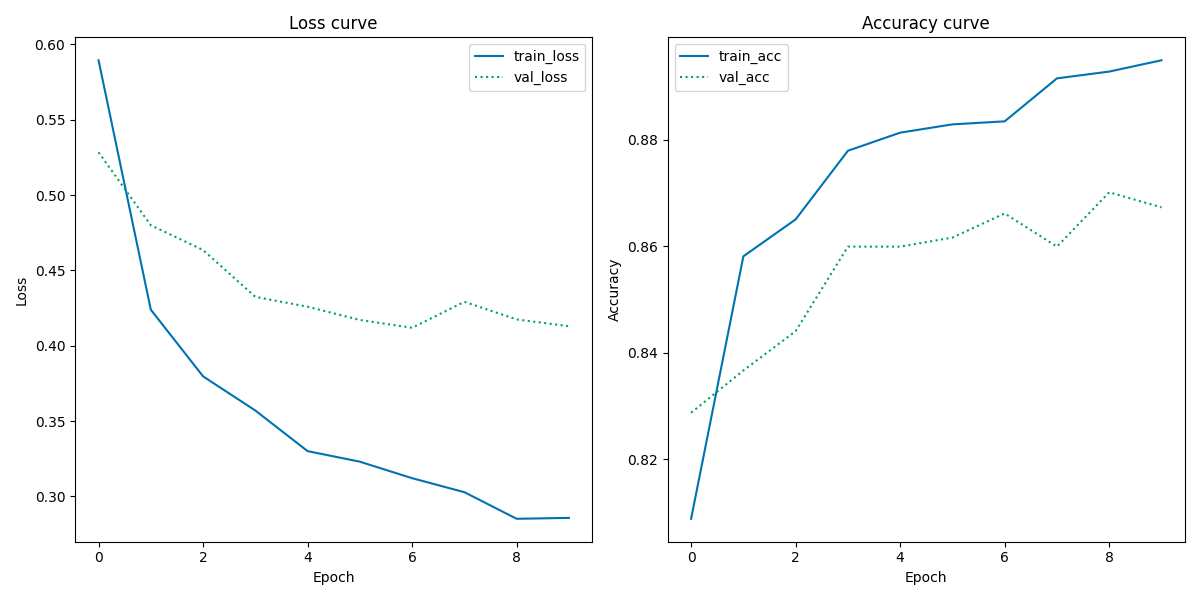 Loss curve
0.60
0.55
0.50
0.45
0.40
0.35
0.30
Loss
0 2 4 6 8
Epoch
train_loss
val_loss
Accuracy curve
0.88
0.86
0.84
0.82
Accuracy
0 2 4 6 8
Epoch
train_acc
val_acc